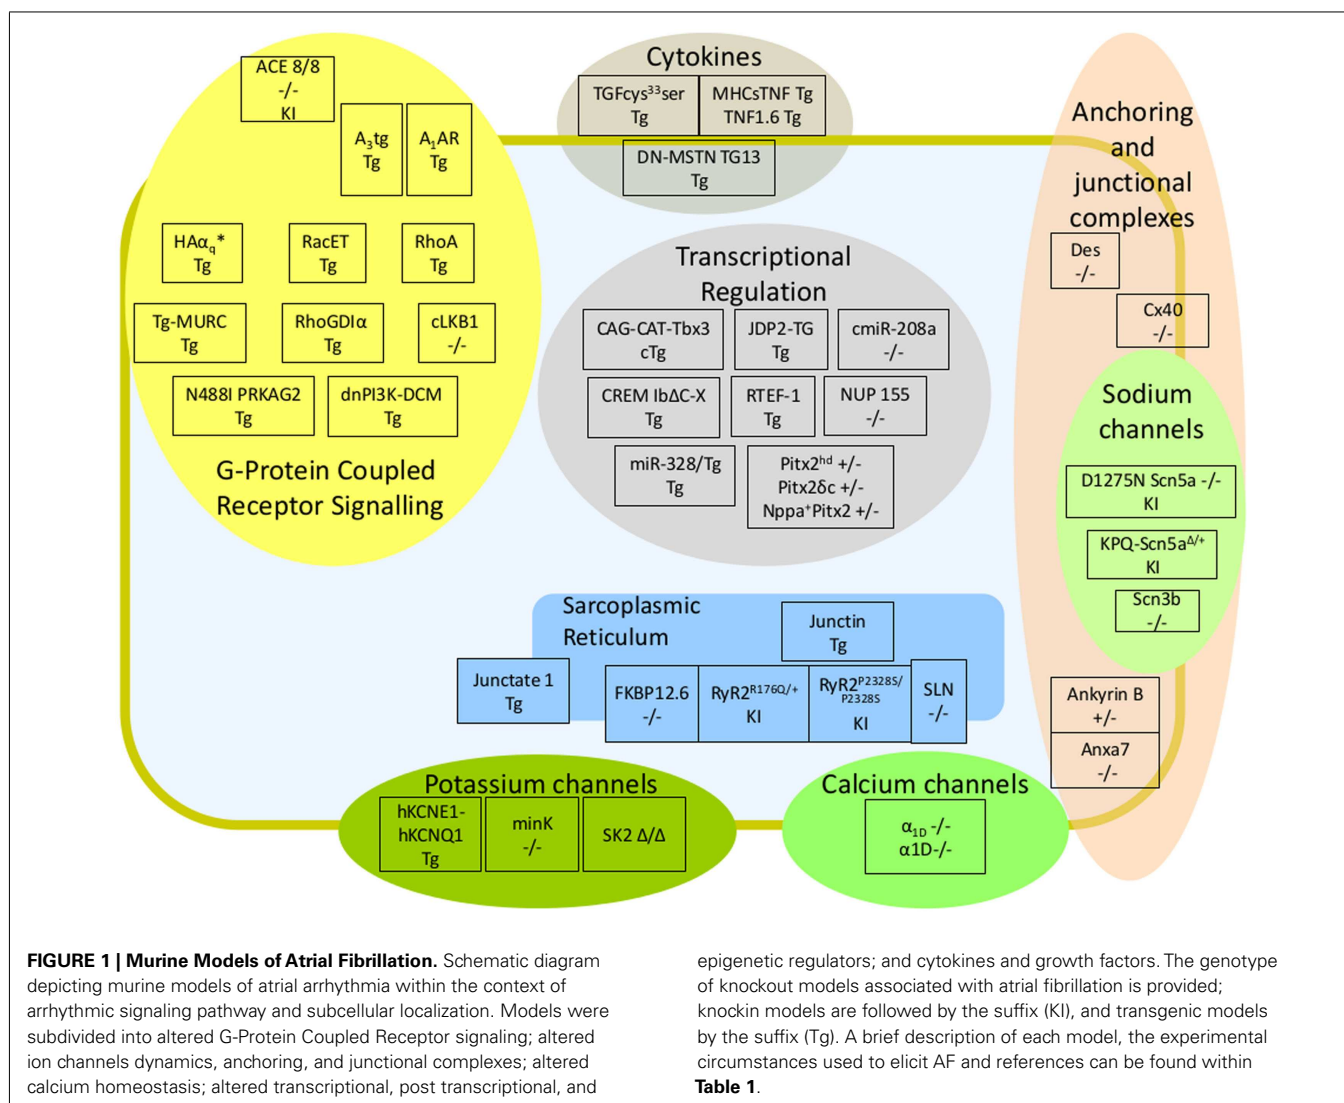 ACE 8/8
-/-
KI
A₃tg
Tg
A₁AR
Tg
HAαq*
Tg
RacET
Tg
RhoA
Tg
Tg-MURC
Tg
RhoGDIα
Tg
cLKB1
-/-
N488I PRKAG2
Tg
dnPI3K-DCM
Tg
G-Protein Coupled
Receptor Signalling
Cytokines
TGFcys³³ser
Tg
MHCsTNF Tg
TNF1.6 Tg
DN-MSTN TG13
Tg
Transcriptional
Regulation
CAG-CAT-Tbx3
cTg
JDP2-TG
Tg
cmiR-208a
-/-
CREM IbΔC-X
Tg
RTEF-1
Tg
NUP 155
-/-
miR-328/Tg
Tg
Pitx2ʰᵈ +/-
Pitx2δc +/-
Nppa⁺Pitx2 +/-
Anchoring
and
junctional
complexes
Des
-/-
Cx40
-/-
Sodium
channels
D1275N Scn5a -/-
KI
KPQ-Scn5a^Δ/+
KI
Scn3b
-/-
Ankyrin B
+/-
Anxa7
-/-
Sarcoplasmic
Reticulum
Junctin
Tg
Junctate 1
Tg
FKBP12.6
-/-
RyR2^R176Q/+
KI
RyR2^P2328S/
P2328S
KI
SLN
-/-
Potassium channels
hKCNE1-
hKCNQ1
Tg
minK
-/-
SK2 Δ/Δ
Calcium channels
α₁D -/-
α1D-/-
FIGURE 1 | Murine Models of Atrial Fibrillation. Schematic diagram
depicting murine models of atrial arrhythmia within the context of
arrhythmic signaling pathway and subcellular localization. Models were
subdivided into altered G-Protein Coupled Receptor signaling; altered
ion channels dynamics, anchoring, and junctional complexes; altered
calcium homeostasis; altered transcriptional, post transcriptional, and
epigenetic regulators; and cytokines and growth factors. The genotype
of knockout models associated with atrial fibrillation is provided;
knockin models are followed by the suffix (KI), and transgenic models
by the suffix (Tg). A brief description of each model, the experimental
circumstances used to elicit AF and references can be found within
Table 1.